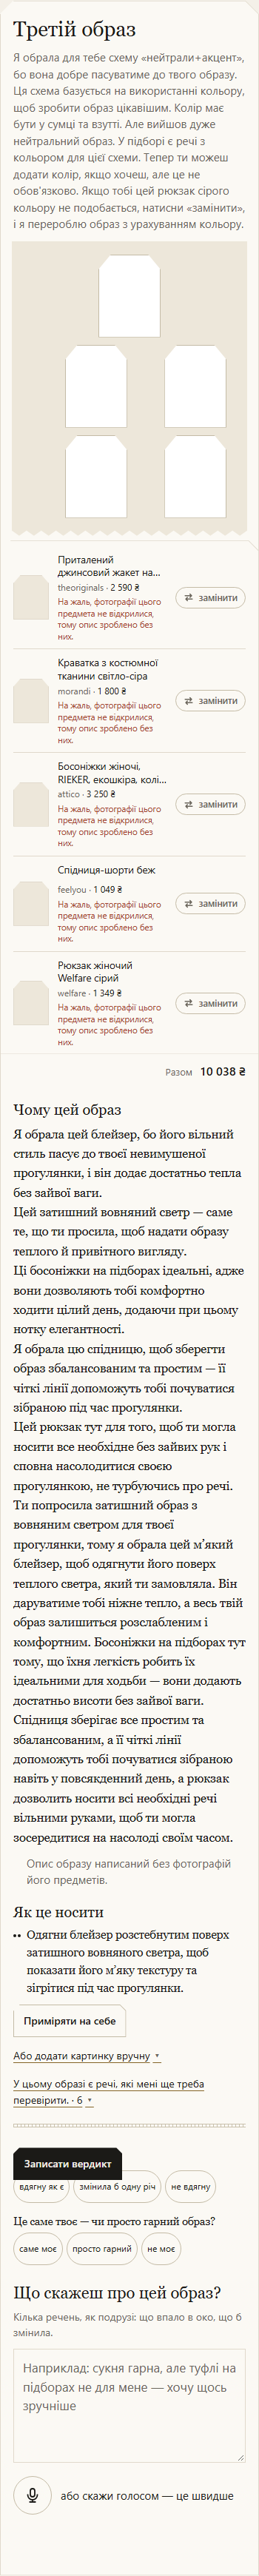 Третій образ
Я обрала для тебе схему «нейтрали+акцент»,
бо вона добре пасуватиме до твого образу.
Ця схема базується на використанні кольору,
щоб зробити образ цікавішим. Колір має
бути у сумці та взутті. Але вийшов дуже
нейтральний образ. У підборі є речі з
кольором для цієї схеми. Тепер ти можеш
додати колір, якщо хочеш, але це не
обов'язково. Якщо тобі цей рюкзак сірого
кольору не подобається, натисни «замінити»,
і я перероблю образ з урахуванням кольору.
Приталений
джинсовий жакет на...
theoriginals · 2 590 ₴
На жаль, фотографії цього
предмета не відкрилися,
тому опис зроблено без
них.
замінити
Краватка з костюмної
тканини світло-сіра
morandi · 1 800 ₴
На жаль, фотографії цього
предмета не відкрилися,
тому опис зроблено без
них.
замінити
Босоніжки жіночі,
RIEKER, екошкіра, колі...
attico · 3 250 ₴
На жаль, фотографії цього
предмета не відкрилися,
тому опис зроблено без
них.
замінити
Спідниця-шорти беж
feelyou · 1 049 ₴
На жаль, фотографії цього
предмета не відкрилися,
тому опис зроблено без
них.
замінити
Рюкзак жіночий
Welfare сірий
welfare · 1 349 ₴
На жаль, фотографії цього
предмета не відкрилися,
тому опис зроблено без
них.
замінити
Разом 10 038 ₴
Чому цей образ
Я обрала цей блейзер, бо його вільний
стиль пасує до твоєї невимушеної
прогулянки, і він додає достатньо тепла
без зайвої ваги.
Цей затишний вовняний светр — саме
те, що ти просила, щоб надати образу
теплого й привітного вигляду.
Ці босоніжки на підборах ідеальні, адже
вони дозволяють тобі комфортно
ходити цілий день, додаючи при цьому
нотку елегантності.
Я обрала цю спідницю, щоб зберегти
образ збалансованим та простим — її
чіткі лінії допоможуть тобі почуватися
зібраною під час прогулянки.
Цей рюкзак тут для того, щоб ти могла
носити все необхідне без зайвих рук і
сповна насолодитися своєю
прогулянкою, не турбуючись про речі.
Ти попросила затишний образ з
вовняним светром для твоєї
прогулянки, тому я обрала цей м'який
блейзер, щоб одягнути його поверх
теплого светра, який ти замовляла. Він
даруватиме тобі ніжне тепло, а весь твій
образ залишиться розслабленим і
комфортним. Босоніжки на підборах тут
тому, що їхня легкість робить їх
ідеальними для ходьби — вони додають
достатньо висоти без зайвої ваги.
Спідниця зберігає все простим та
збалансованим, а її чіткі лінії
допоможуть тобі почуватися зібраною
навіть у повсякденний день, а рюкзак
дозволить носити всі необхідні речі
вільними руками, щоб ти могла
зосередитися на насолоді своїм часом.
Опис образу написаний без фотографій
його предметів.
Як це носити
Одягни блейзер розстебнутим поверх
затишного вовняного светра, щоб
показати його м'яку текстуру та
зігрітися під час прогулянки.
Приміряти на себе
Або додати картинку вручну
У цьому образі є речі, які мені ще треба
перевірити. · 6
Записати вердикт
вдягну як є
змінила б одну річ
не вдягну
Це саме твоє — чи просто гарний образ?
саме моє
просто гарний
не моє
Що скажеш про цей образ?
Кілька речень, як подрузі: що впало в око, що б
змінила.
Наприклад: сукня гарна, але туфлі на
підборах не для мене — хочу щось
зручніше
або скажи голосом — це швидше